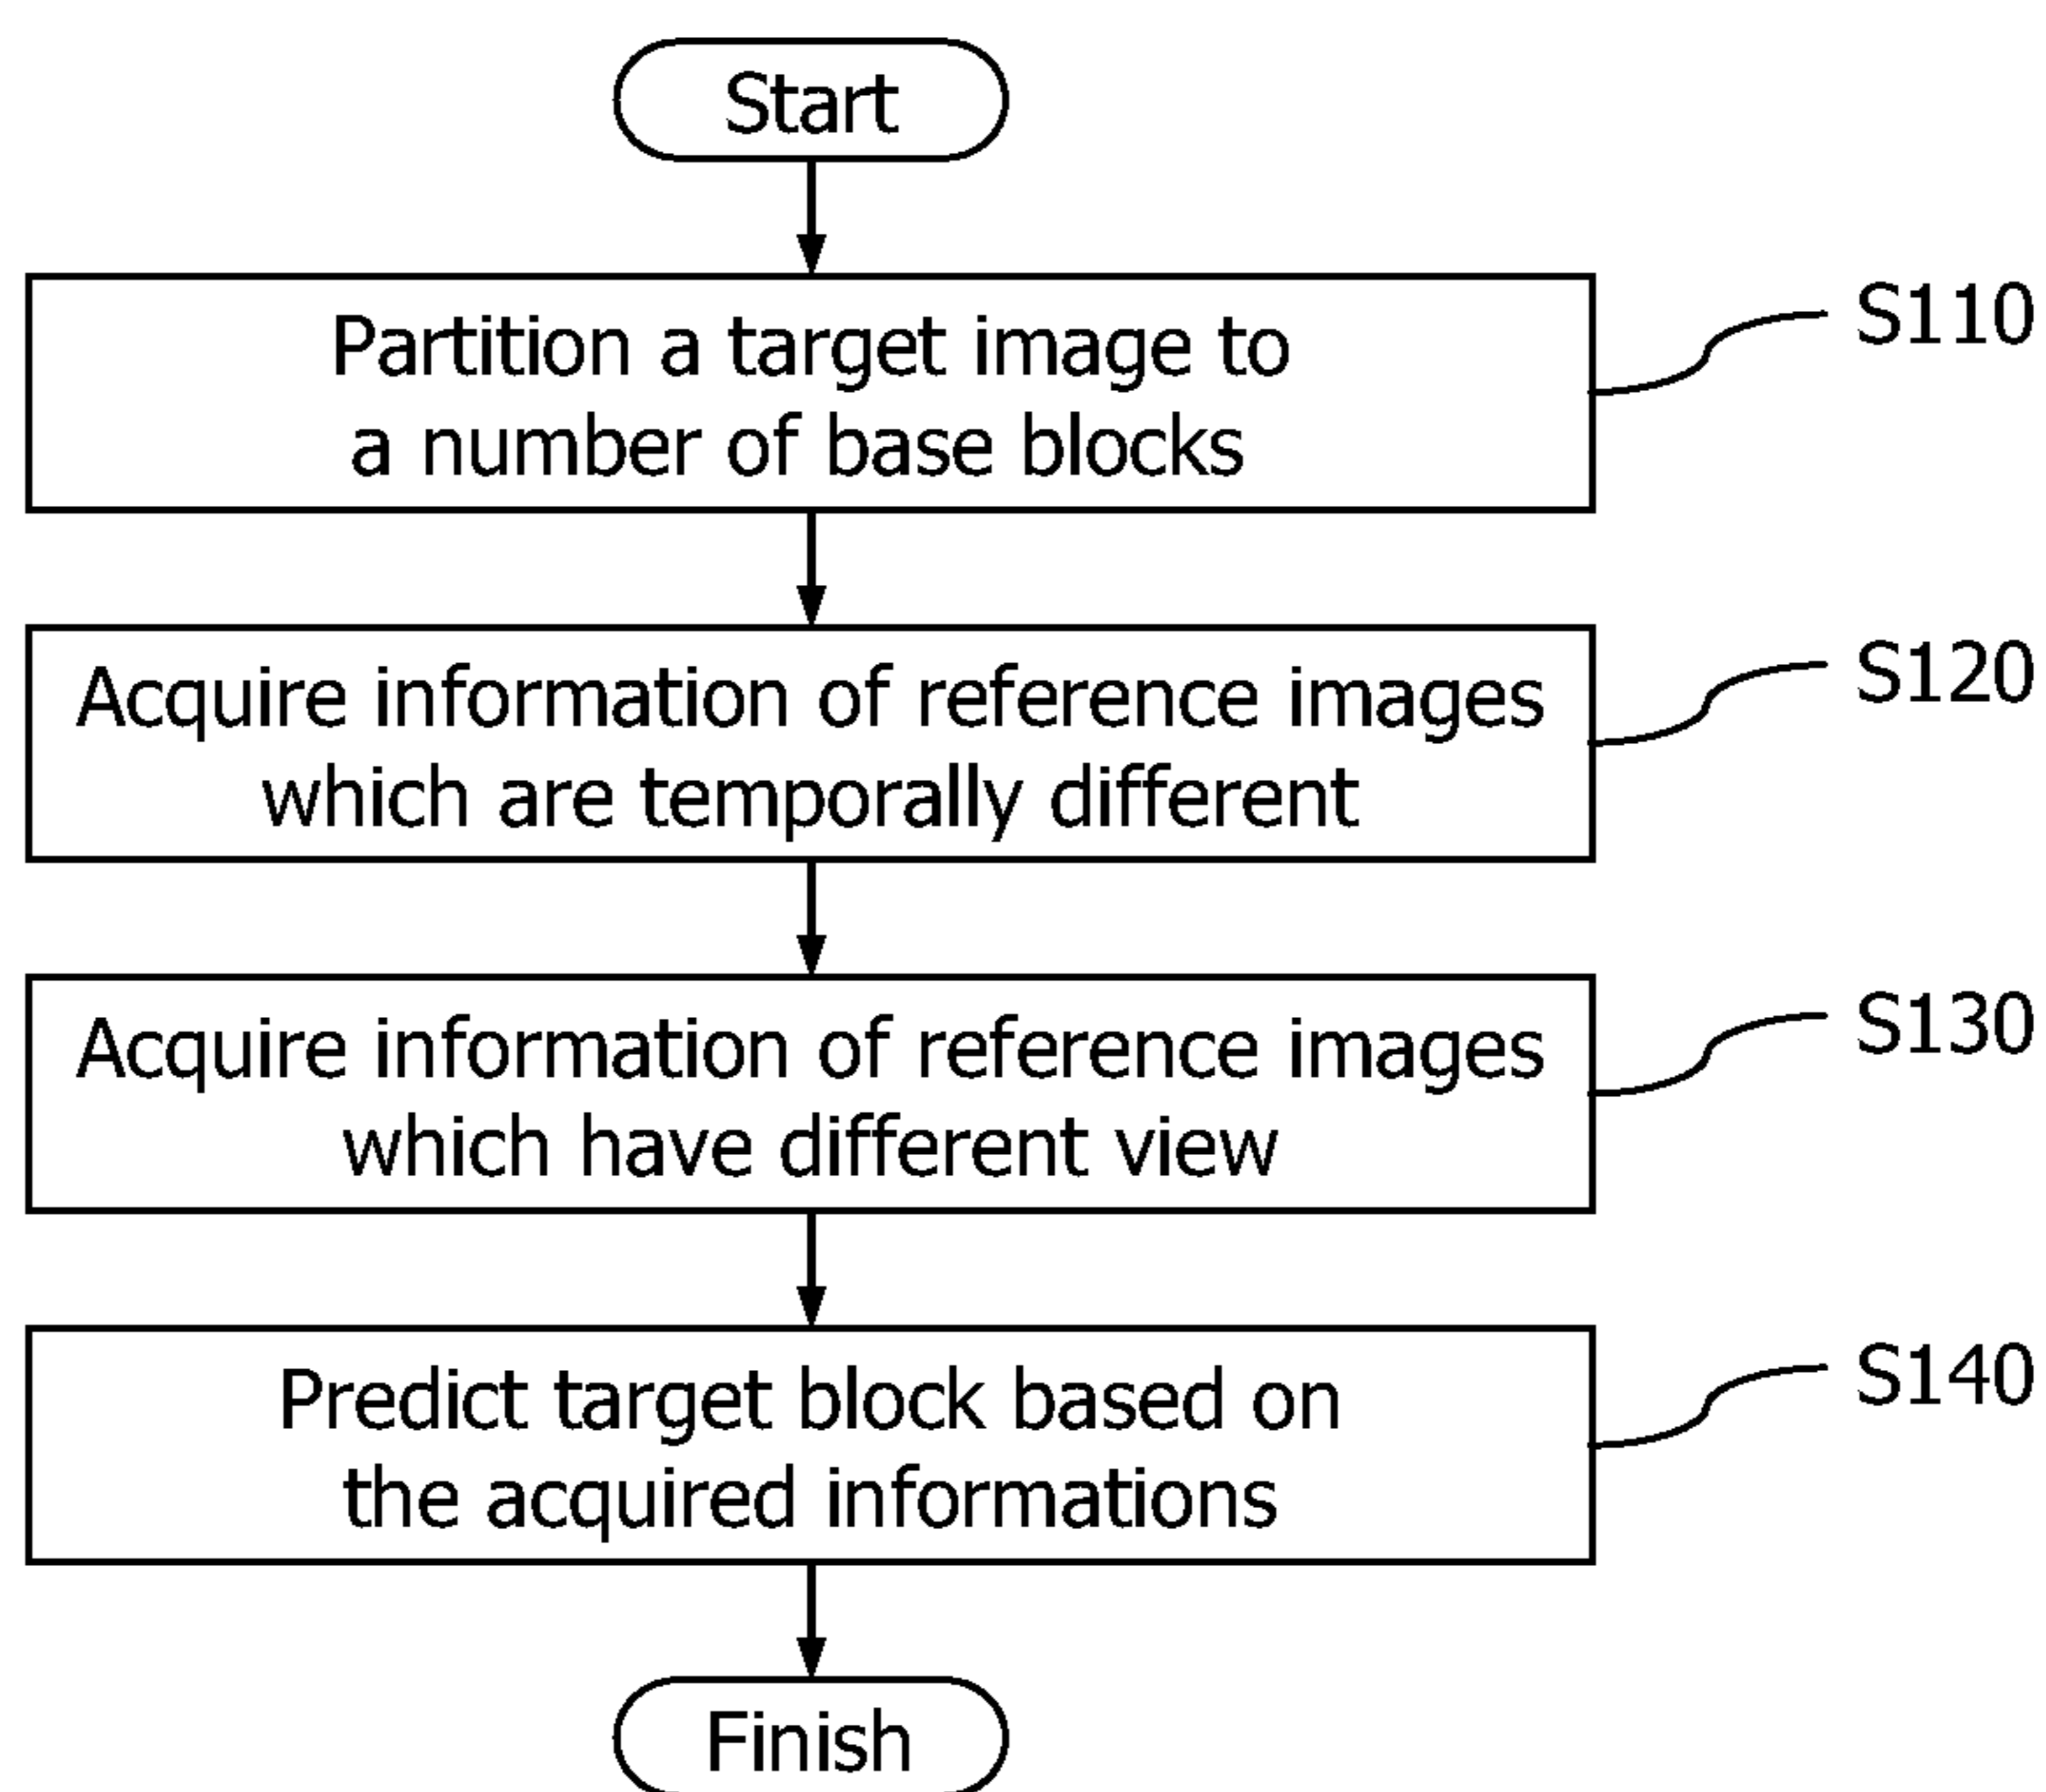 Start
Partition a target image to
a number of base blocks
S110
Acquire information of reference images
which are temporally different
S120
Acquire information of reference images
which have different view
S130
Predict target block based on
the acquired informations
S140
Finish